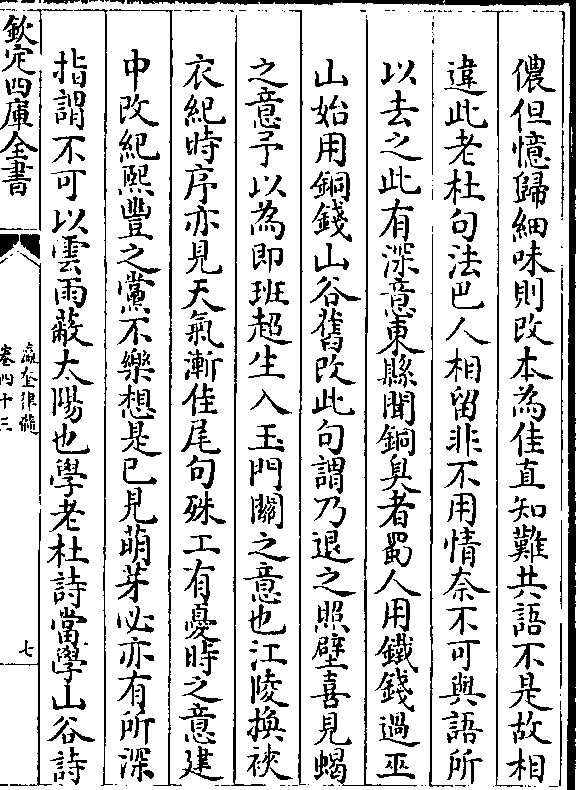 儂但憶歸細味則改本為佳直知難共語不是故相
違此老杜句法巴人相留非不用情奈不可與語所
以去之此有深意東縣聞銅臭者蜀人用鐵錢過巫
山始用銅錢山谷舊改此句謂乃退之照壁喜見蝎
之意予以為即班超生入玉門關之意也江陵換裌
衣紀時序亦見天氣漸佳尾句殊工有憂時之意建
中改紀熙豐之黨不樂想是已見萌芽必亦有所深
指謂不可以雲雨蔽太陽也學老杜詩當學山谷詩
欽定四庫全書
瀛奎律髓
卷四十三
七